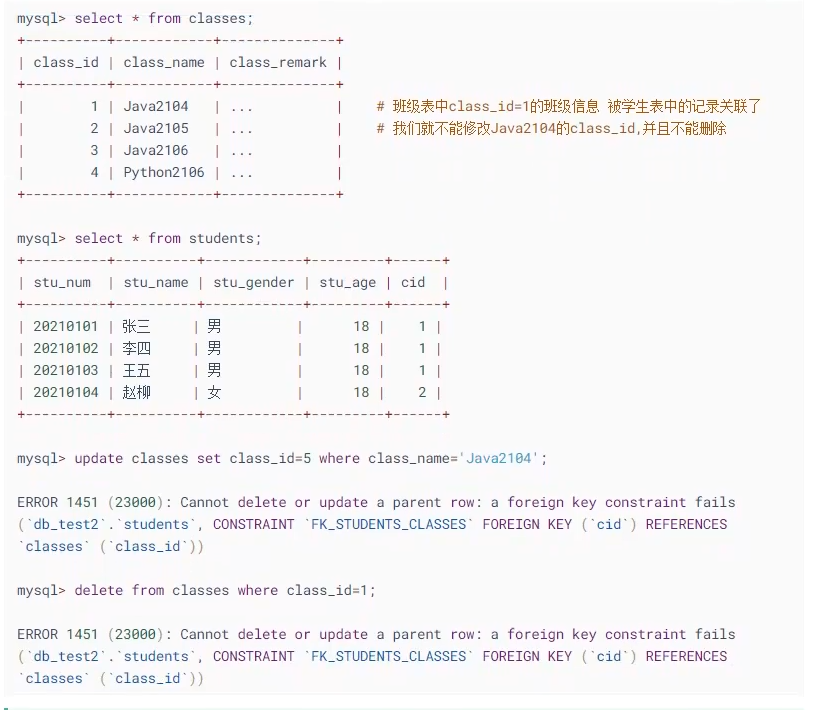 mysql> select * from classes;
+----------+------------+--------------+
| class_id | class_name | class_remark |
+----------+------------+--------------+
|        1 | Java2104   | ...          |    # 班级表中class_id=1的班级信息 被学生表中的记录关联了
|        2 | Java2105   | ...          |    # 我们就不能修改Java2104的class_id,并且不能删除
|        3 | Java2106   | ...          |
|        4 | Python2106 | ...          |
+----------+------------+--------------+
mysql> select * from students;
+----------+-----------+------------+---------+------+
| stu_num  | stu_name | stu_gender | stu_age | cid  |
+----------+-----------+------------+---------+------+
| 20210101 | 张三     | 男         |      18 |    1 |
| 20210102 | 李四     | 男         |      18 |    1 |
| 20210103 | 王五     | 男         |      18 |    1 |
| 20210104 | 赵柳     | 女         |      18 |    2 |
+----------+-----------+------------+---------+------+
mysql> update classes set class_id=5 where class_name='Java2104';
ERROR 1451 (23000): Cannot delete or update a parent row: a foreign key constraint fails
(`db_test2`.`students`, CONSTRAINT `FK_STUDENTS_CLASSES` FOREIGN KEY (`cid`) REFERENCES
`classes` (`class_id`))
mysql> delete from classes where class_id=1;
ERROR 1451 (23000): Cannot delete or update a parent row: a foreign key constraint fails
(`db_test2`.`students`, CONSTRAINT `FK_STUDENTS_CLASSES` FOREIGN KEY (`cid`) REFERENCES
`classes` (`class_id`))